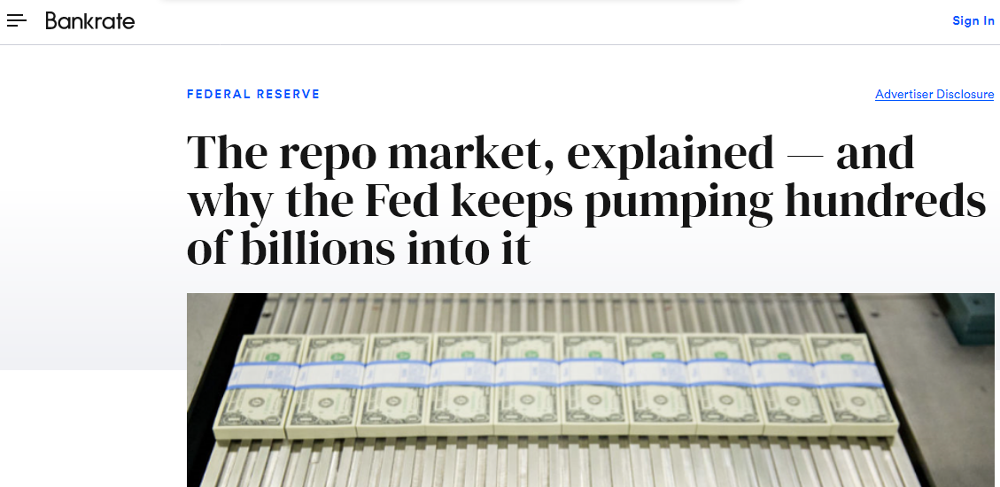 Bankrate
Sign In
FEDERAL RESERVE
Advertiser Disclosure
The repo market, explained — and
why the Fed keeps pumping hundreds
of billions into it